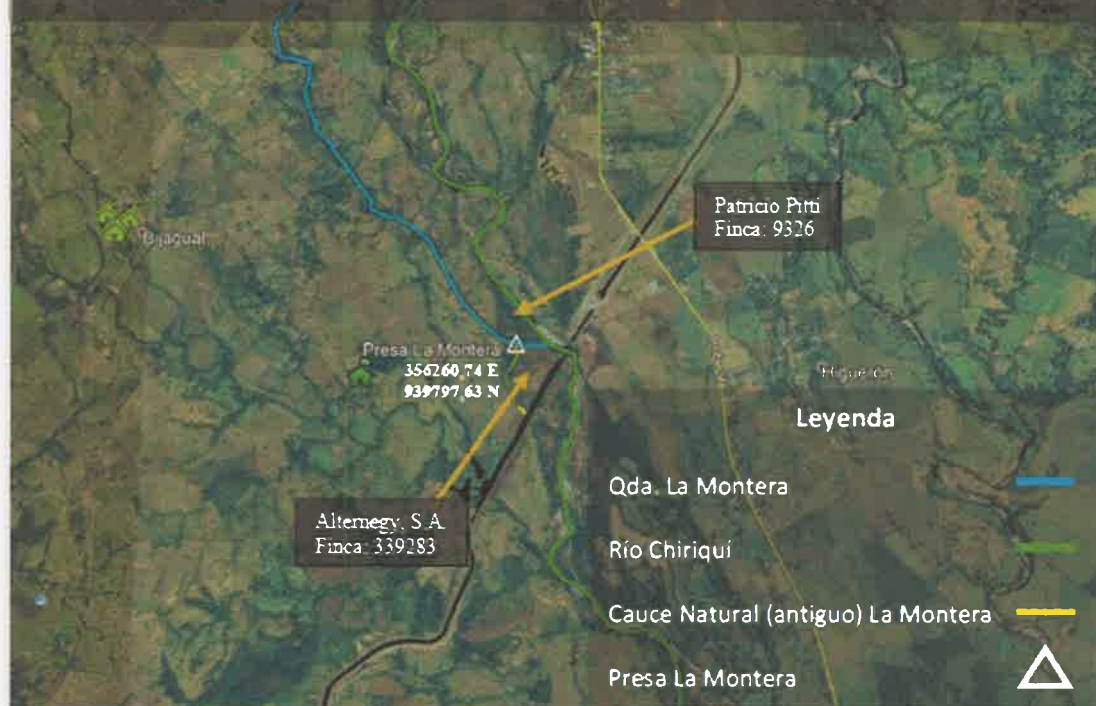 Patricio Pitti
Finca: 9326
Bijagual
Presa La Montera
356260.74 E
939797.63 N
Leyenda
Qda. La Montera
Alternegy, S.A.
Finca: 339283
Río Chiriquí
Cauce Natural (antiguo) La Montera
Presa La Montera